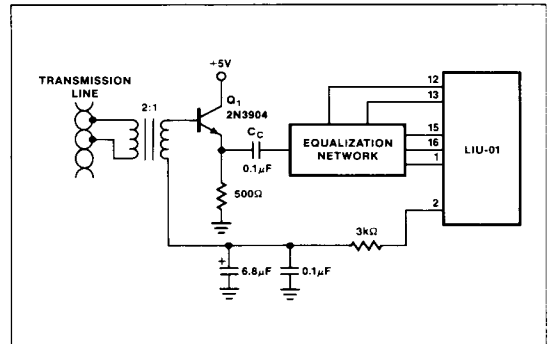 +5V
TRANSMISSION
LINE
2:1
Q1
2N3904
CC
0.1μF
500Ω
EQUALIZATION
NETWORK
12
13
15
16
1
2
LIU-01
3kΩ
+
6.8μF
0.1μF